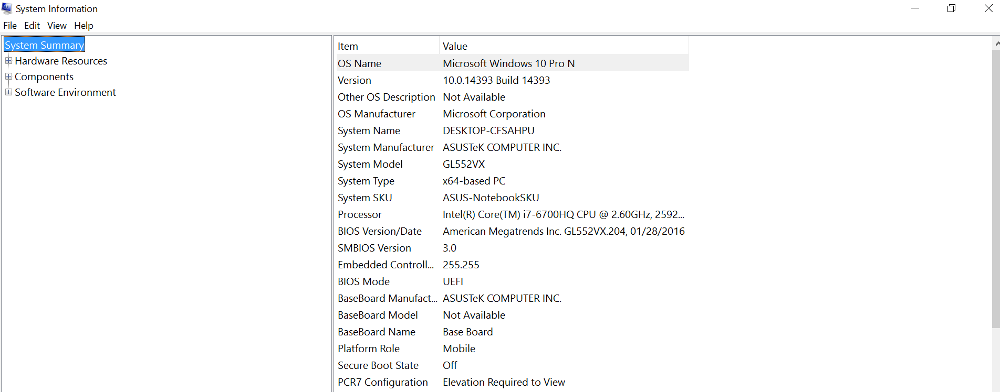 System Information
File Edit View Help
System Summary
Hardware Resources
Components
Software Environment
Item Value
OS Name Microsoft Windows 10 Pro N
Version 10.0.14393 Build 14393
Other OS Description Not Available
OS Manufacturer Microsoft Corporation
System Name DESKTOP-CFSAHPU
System Manufacturer ASUSTeK COMPUTER INC.
System Model GL552VX
System Type x64-based PC
System SKU ASUS-NotebookSKU
Processor Intel(R) Core(TM) i7-6700HQ CPU @ 2.60GHz, 2592...
BIOS Version/Date American Megatrends Inc. GL552VX.204, 01/28/2016
SMBIOS Version 3.0
Embedded Controll... 255.255
BIOS Mode UEFI
BaseBoard Manufact... ASUSTeK COMPUTER INC.
BaseBoard Model Not Available
BaseBoard Name Base Board
Platform Role Mobile
Secure Boot State Off
PCR7 Configuration Elevation Required to View